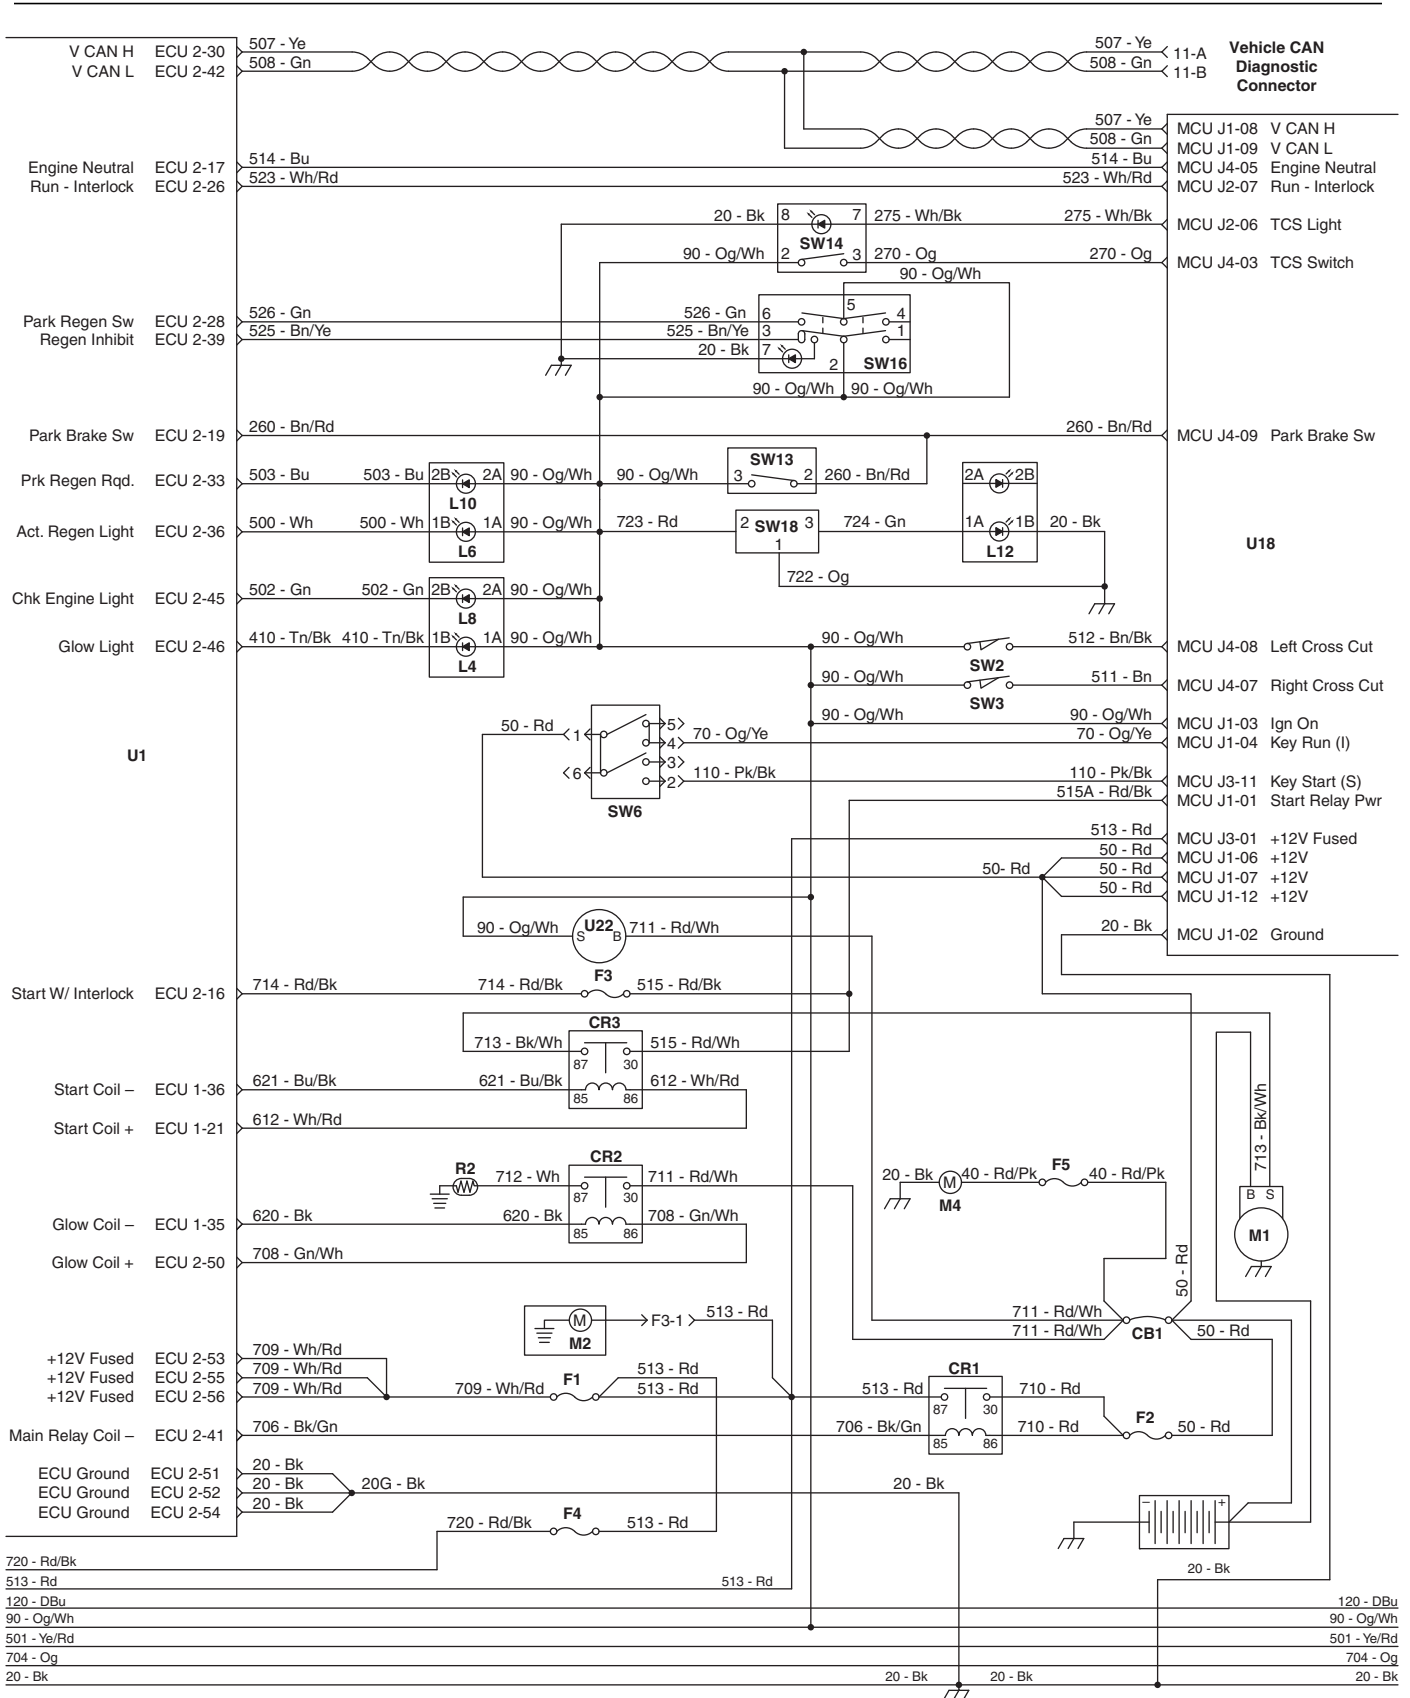 V CAN H ECU 2-30 507 - Ye 507 - Ye 11-A Vehicle CAN
V CAN L ECU 2-42 508 - Gn 508 - Gn 11-B Diagnostic
Connector
507 - Ye MCU J1-08 V CAN H
508 - Gn MCU J1-09 V CAN L
Engine Neutral ECU 2-17 514 - Bu 514 - Bu MCU J4-05 Engine Neutral
Run - Interlock ECU 2-26 523 - Wh/Rd 523 - Wh/Rd MCU J2-07 Run - Interlock
20 - Bk 8 7 275 - Wh/Bk 275 - Wh/Bk MCU J2-06 TCS Light
SW14
90 - Og/Wh 2 3 270 - Og 270 - Og MCU J4-03 TCS Switch
90 - Og/Wh
5
Park Regen Sw ECU 2-28 526 - Gn 526 - Gn 6 4
Regen Inhibit ECU 2-39 525 - Bn/Ye 525 - Bn/Ye 3 1
20 - Bk 7 2 SW16
90 - Og/Wh 90 - Og/Wh
Park Brake Sw ECU 2-19 260 - Bn/Rd 260 - Bn/Rd MCU J4-09 Park Brake Sw
SW13
Prk Regen Rqd. ECU 2-33 503 - Bu 503 - Bu 2B 2A 90 - Og/Wh 90 - Og/Wh 3 2 260 - Bn/Rd 2A 2B
L10
Act. Regen Light ECU 2-36 500 - Wh 500 - Wh 1B 1A 90 - Og/Wh 723 - Rd 2 SW18 3 724 - Gn 1A 1B 20 - Bk
L6 1 L12 U18
722 - Og
Chk Engine Light ECU 2-45 502 - Gn 502 - Gn 2B 2A 90 - Og/Wh
L8
Glow Light ECU 2-46 410 - Tn/Bk 410 - Tn/Bk 1B 1A 90 - Og/Wh 90 - Og/Wh 512 - Bn/Bk MCU J4-08 Left Cross Cut
L4 SW2
90 - Og/Wh 511 - Bn MCU J4-07 Right Cross Cut
SW3
90 - Og/Wh 90 - Og/Wh MCU J1-03 Ign On
50 - Rd 1 5
4 70 - Og/Ye 70 - Og/Ye MCU J1-04 Key Run (I)
U1
6 3
2 110 - Pk/Bk 110 - Pk/Bk MCU J3-11 Key Start (S)
SW6 515A - Rd/Bk MCU J1-01 Start Relay Pwr
513 - Rd MCU J3-01 +12V Fused
50 - Rd MCU J1-06 +12V
50- Rd 50 - Rd MCU J1-07 +12V
50 - Rd MCU J1-12 +12V
90 - Og/Wh U22 S B 711 - Rd/Wh 20 - Bk MCU J1-02 Ground
F3
Start W/ Interlock ECU 2-16 714 - Rd/Bk 714 - Rd/Bk 515 - Rd/Bk
CR3
713 - Bk/Wh 87 30 515 - Rd/Wh
Start Coil – ECU 1-36 621 - Bu/Bk 621 - Bu/Bk 85 86 612 - Wh/Rd
Start Coil + ECU 1-21 612 - Wh/Rd
713 - Bk/Wh
CR2
R2 712 - Wh 87 30 711 - Rd/Wh 20 - Bk M 40 - Rd/Pk F5 40 - Rd/Pk
M4 B S
Glow Coil – ECU 1-35 620 - Bk 620 - Bk 85 86 708 - Gn/Wh M1
Glow Coil + ECU 2-50 708 - Gn/Wh
50 - Rd
M F3-1 513 - Rd 711 - Rd/Wh
M2 711 - Rd/Wh CB1 50 - Rd
+12V Fused ECU 2-53 709 - Wh/Rd
+12V Fused ECU 2-55 709 - Wh/Rd F1 513 - Rd CR1
+12V Fused ECU 2-56 709 - Wh/Rd 709 - Wh/Rd 513 - Rd 513 - Rd 87 30 710 - Rd
F2
Main Relay Coil – ECU 2-41 706 - Bk/Gn 706 - Bk/Gn 85 86 710 - Rd 50 - Rd
ECU Ground ECU 2-51 20 - Bk
ECU Ground ECU 2-52 20 - Bk 20G - Bk 20 - Bk
ECU Ground ECU 2-54 20 - Bk
– +
F4
720 - Rd/Bk 513 - Rd
720 - Rd/Bk 20 - Bk
513 - Rd 513 - Rd
120 - DBu 120 - DBu
90 - Og/Wh 90 - Og/Wh
501 - Ye/Rd 501 - Ye/Rd
704 - Og 704 - Og
20 - Bk 20 - Bk 20 - Bk 20 - Bk